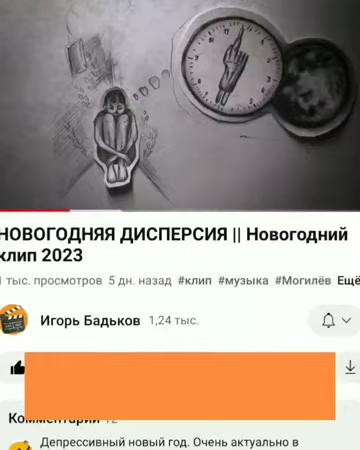 НОВОГОДНЯЯ ДИСПЕРСИЯ || Новогодний
клип 2023
тыс. просмотров 5 дн. назад #клип #музыка #Могилёв Ещё
Игорь Бадьков 1,24 тыс.
Комментарии 12
Депрессивный новый год. Очень актуально в